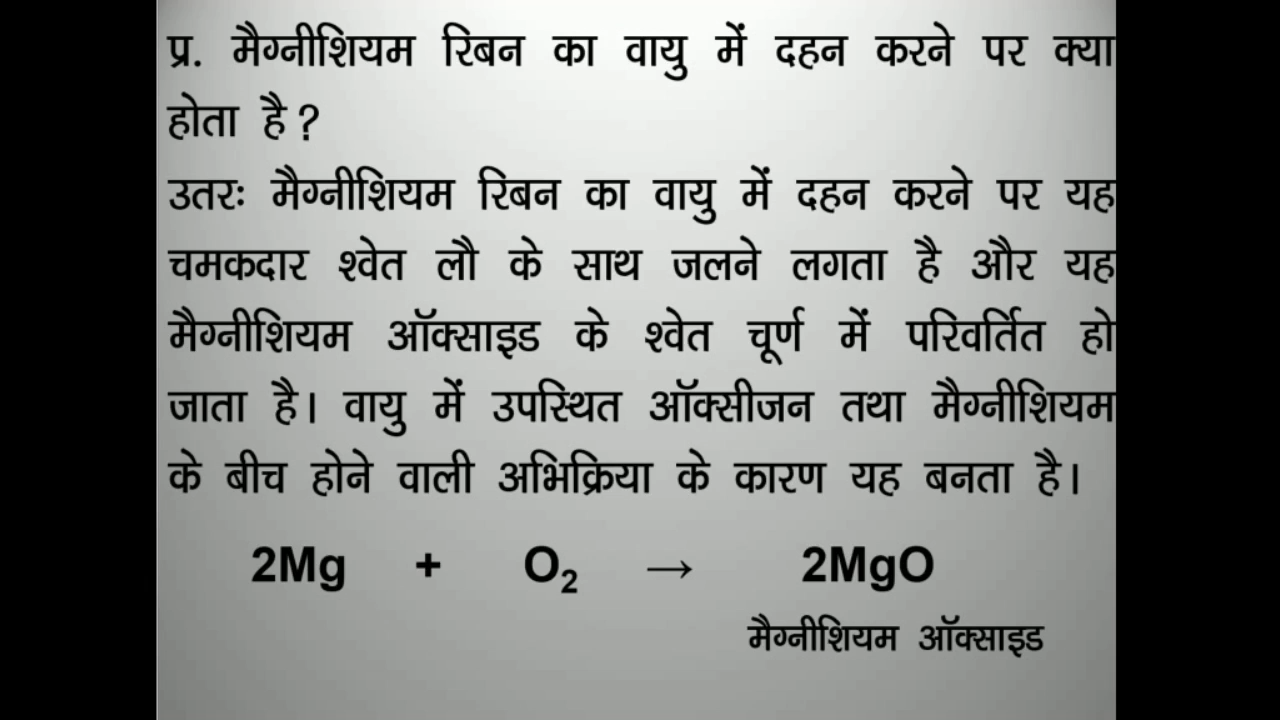 प्र. मैग्नीशियम रिबन का वायु में दहन करने पर क्या
होता है ?
उतरः मैग्नीशियम रिबन का वायु में दहन करने पर यह
चमकदार श्वेत लौ के साथ जलने लगता है और यह
मैग्नीशियम ऑक्साइड के श्वेत चूर्ण में परिवर्तित हो
जाता है। वायु में उपस्थित ऑक्सीजन तथा मैग्नीशियम
के बीच होने वाली अभिक्रिया के कारण यह बनता है।
2Mg + O₂ → 2MgO
मैग्नीशियम ऑक्साइड